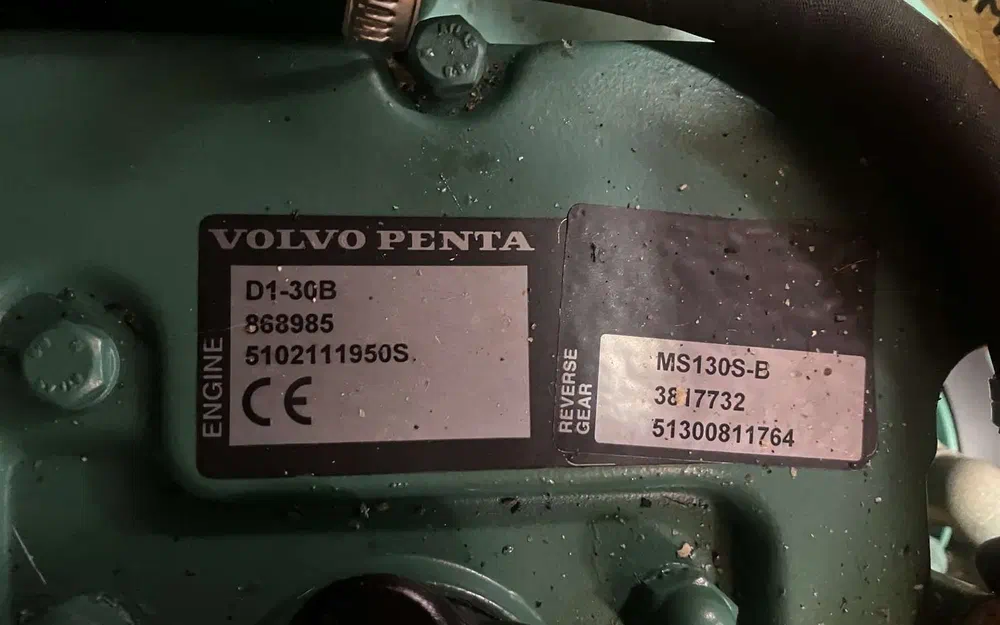 VOLVO PENTA
ENGINE
D1-30B
868985
5102111950S
CE
REVERSE
GEAR
MS130S-B
3817732
51300811764